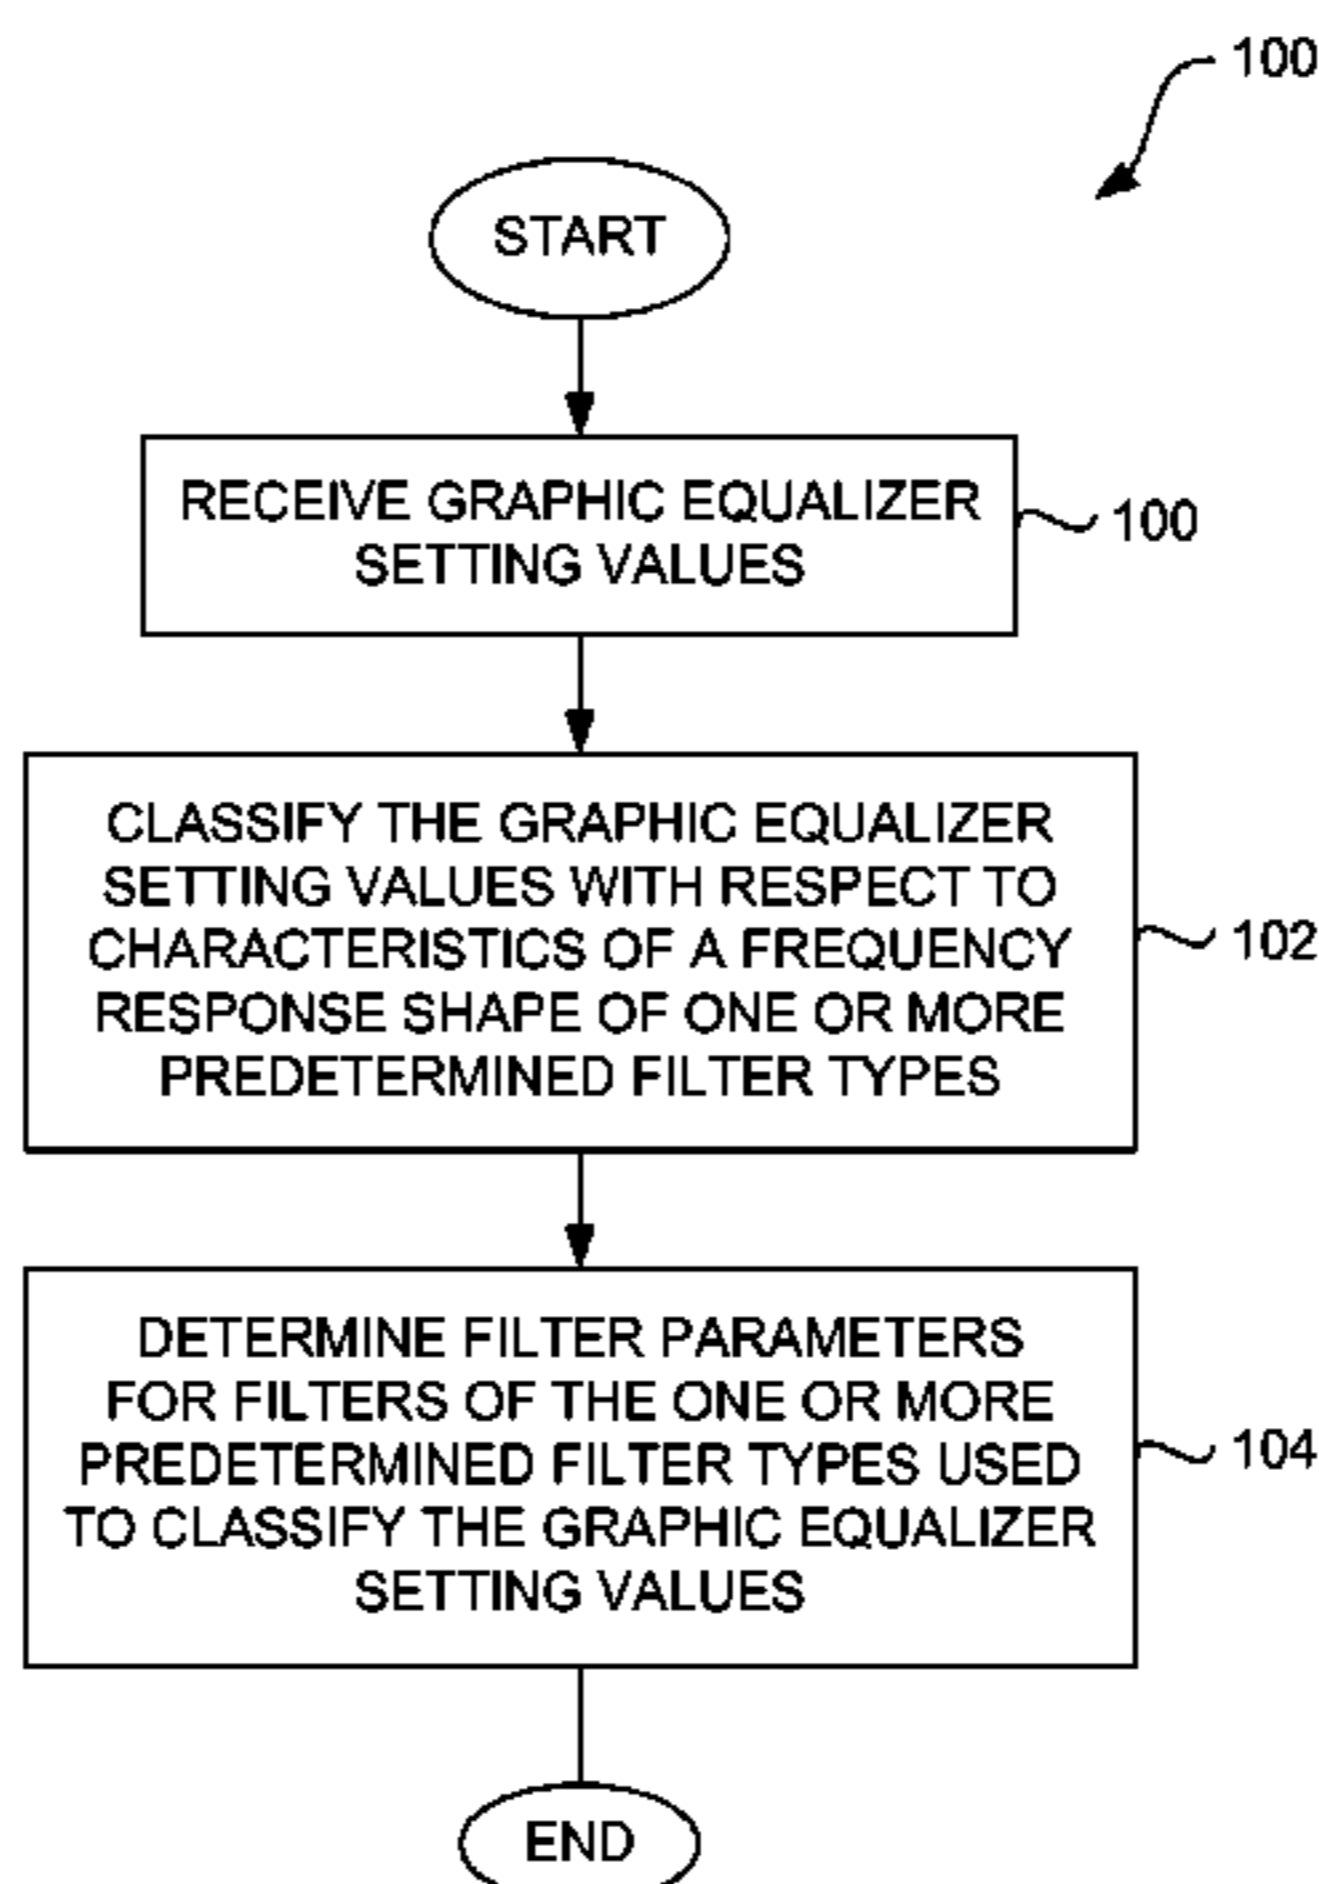 100
START
RECEIVE GRAPHIC EQUALIZER
SETTING VALUES
100
CLASSIFY THE GRAPHIC EQUALIZER
SETTING VALUES WITH RESPECT TO
CHARACTERISTICS OF A FREQUENCY
RESPONSE SHAPE OF ONE OR MORE
PREDETERMINED FILTER TYPES
102
DETERMINE FILTER PARAMETERS
FOR FILTERS OF THE ONE OR MORE
PREDETERMINED FILTER TYPES USED
TO CLASSIFY THE GRAPHIC EQUALIZER
SETTING VALUES
104
END